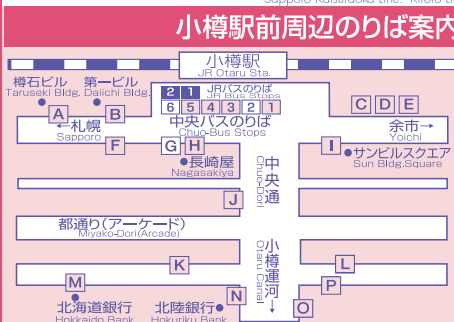 Sapporo Katsuraoka Line: Kiroro Li
小樽駅前周辺のりば案内
小樽駅
JR Otaru Sta.
樽石ビル
Taruseki Bldg.
第一ビル
Daiichi Bldg.
2 1 JRバスのりば
JR Bus Stops
6 5 4 3 2 1
中央バスのりば
Chuo-Bus Stops
A B C D E
←札幌
Sapporo
余市→
Yoichi
F G H I
長崎屋
Nagasakiya
サンビルスクエア
Sun Bldg.Square
中央通
Chuo-Dori
J
都通り(アーケード)
Miyako-Dori(Arcade)
小樽運河
Otaru Canal
K L
M N O P
北海道銀行
Hokkaido Bank
北陸銀行
Hokuriku Bank